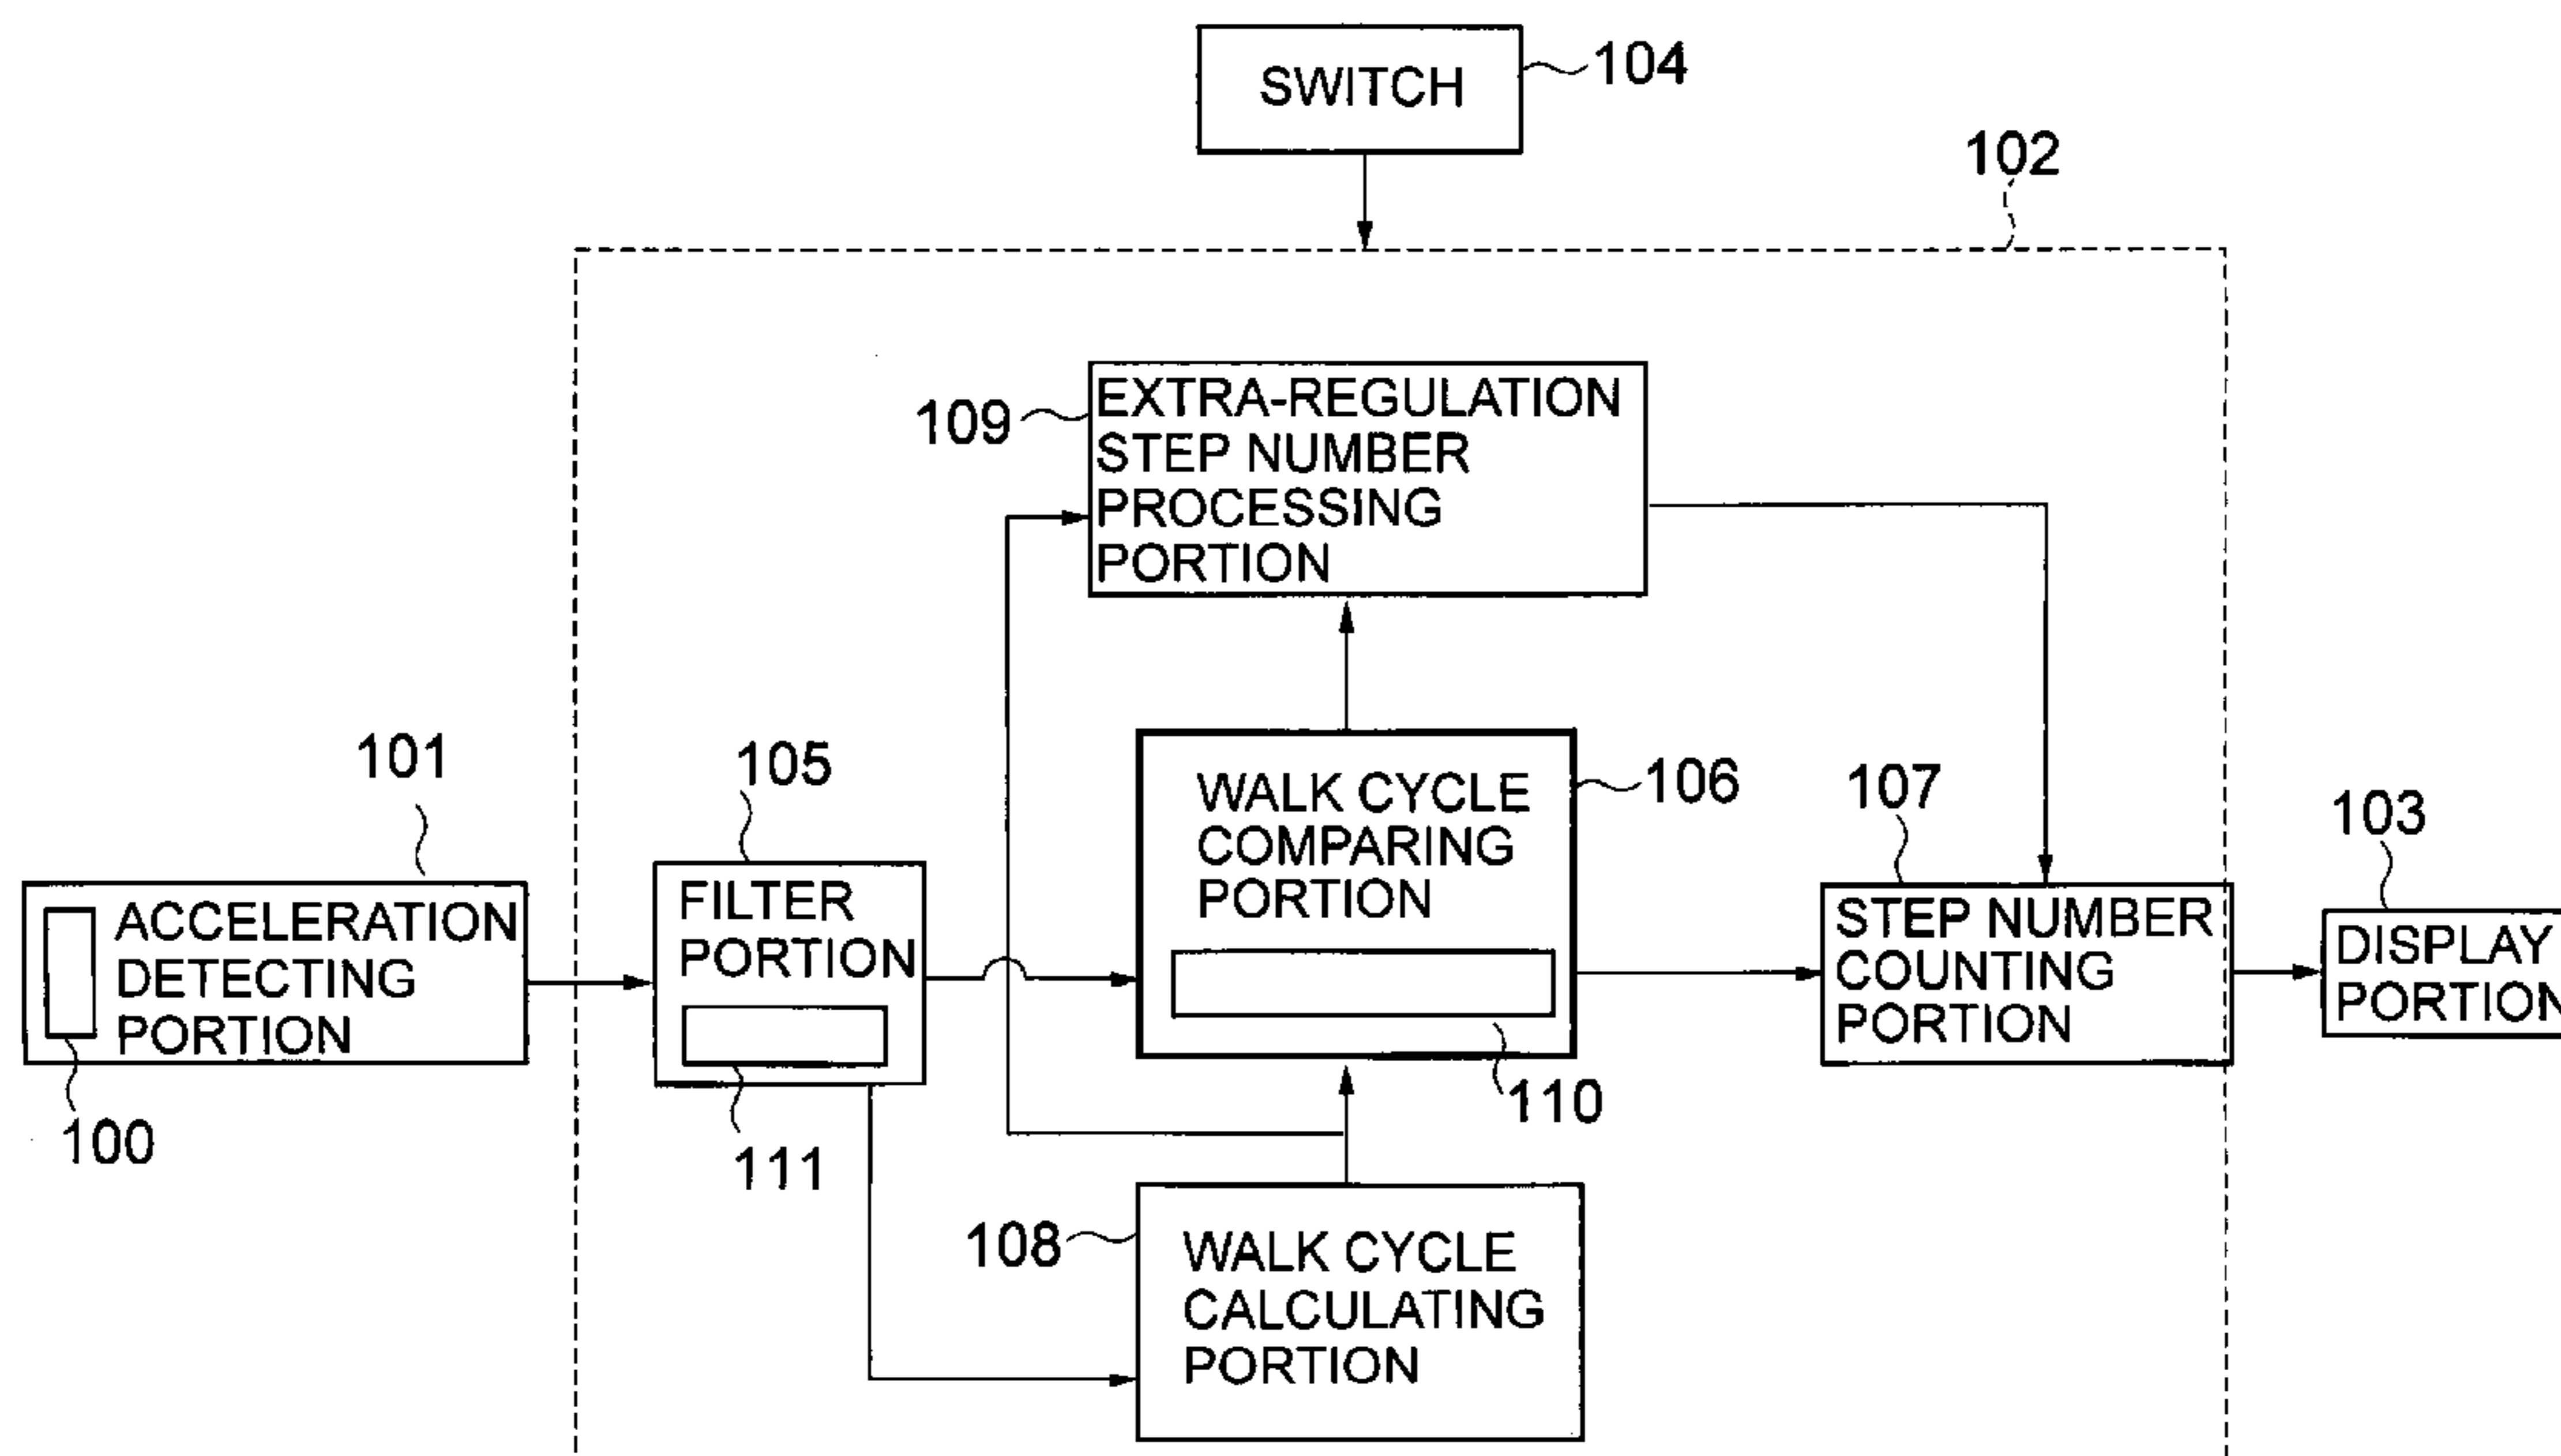 SWITCH
104
102
109
EXTRA-REGULATION
STEP NUMBER
PROCESSING
PORTION
101
105
106
107
103
ACCELERATION
DETECTING
PORTION
100
FILTER
PORTION
111
WALK CYCLE
COMPARING
PORTION
110
STEP NUMBER
COUNTING
PORTION
DISPLAY
PORTION
108
WALK CYCLE
CALCULATING
PORTION